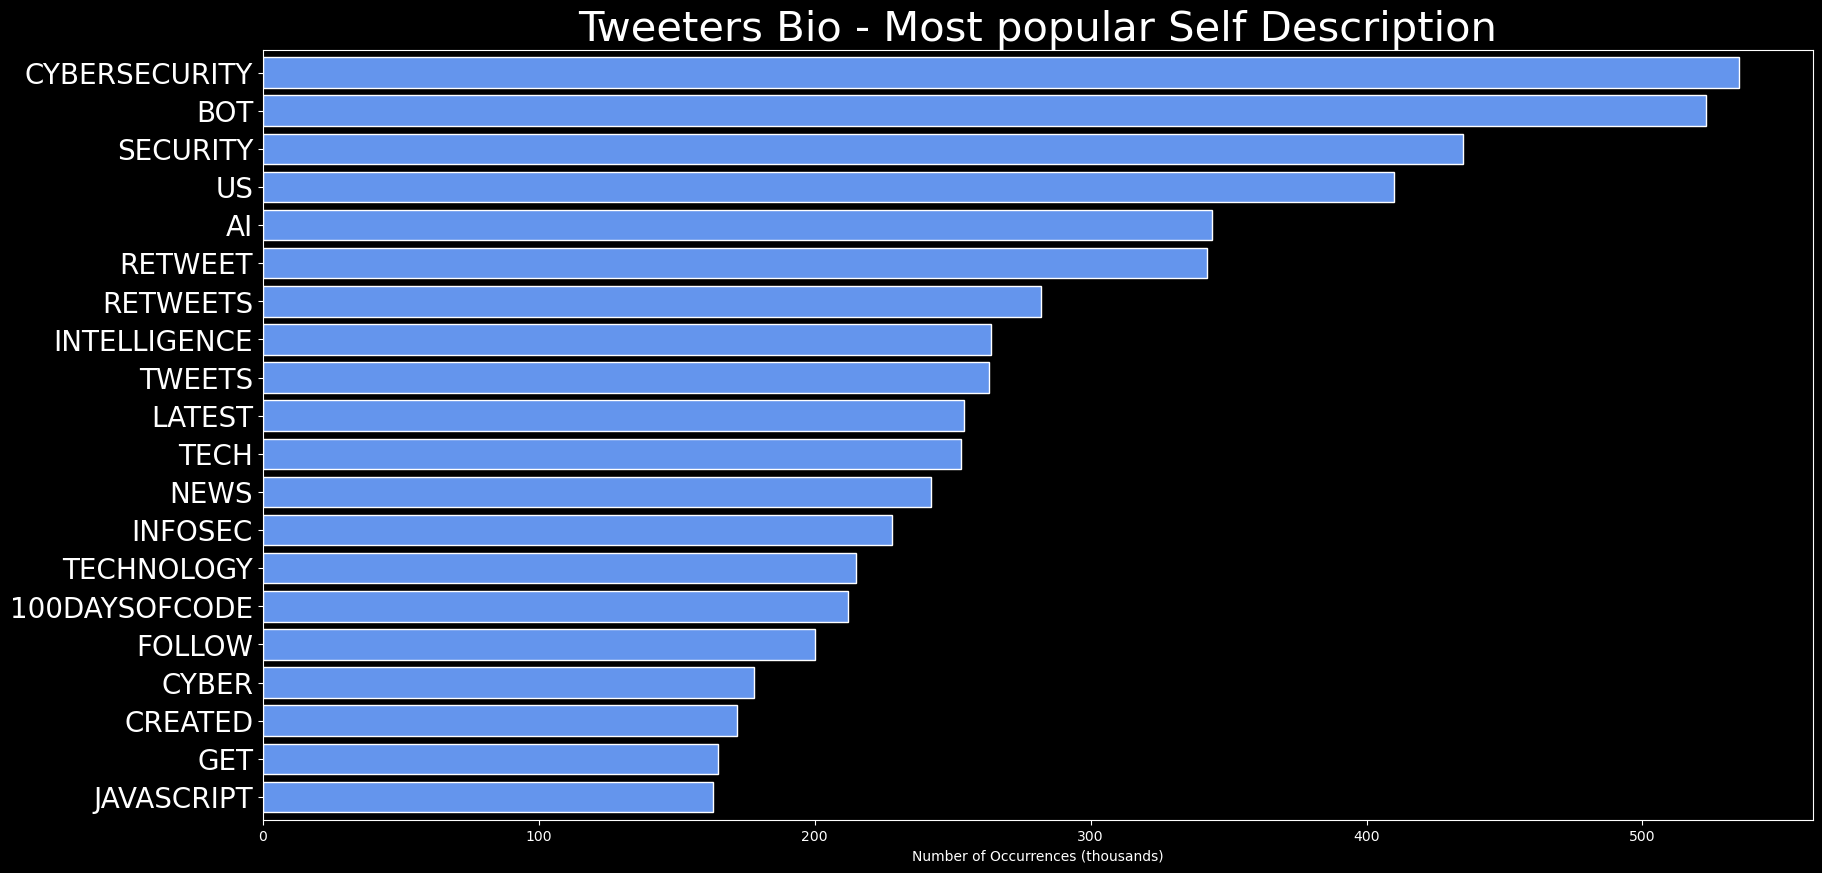 Tweeters Bio - Most popular Self Description
CYBERSECURITY
BOT
SECURITY
US
AI
RETWEET
RETWEETS
INTELLIGENCE
TWEETS
LATEST
TECH
NEWS
INFOSEC
TECHNOLOGY
100DAYSOFCODE
FOLLOW
CYBER
CREATED
GET
JAVASCRIPT
0 100 200 300 400 500
Number of Occurrences (thousands)